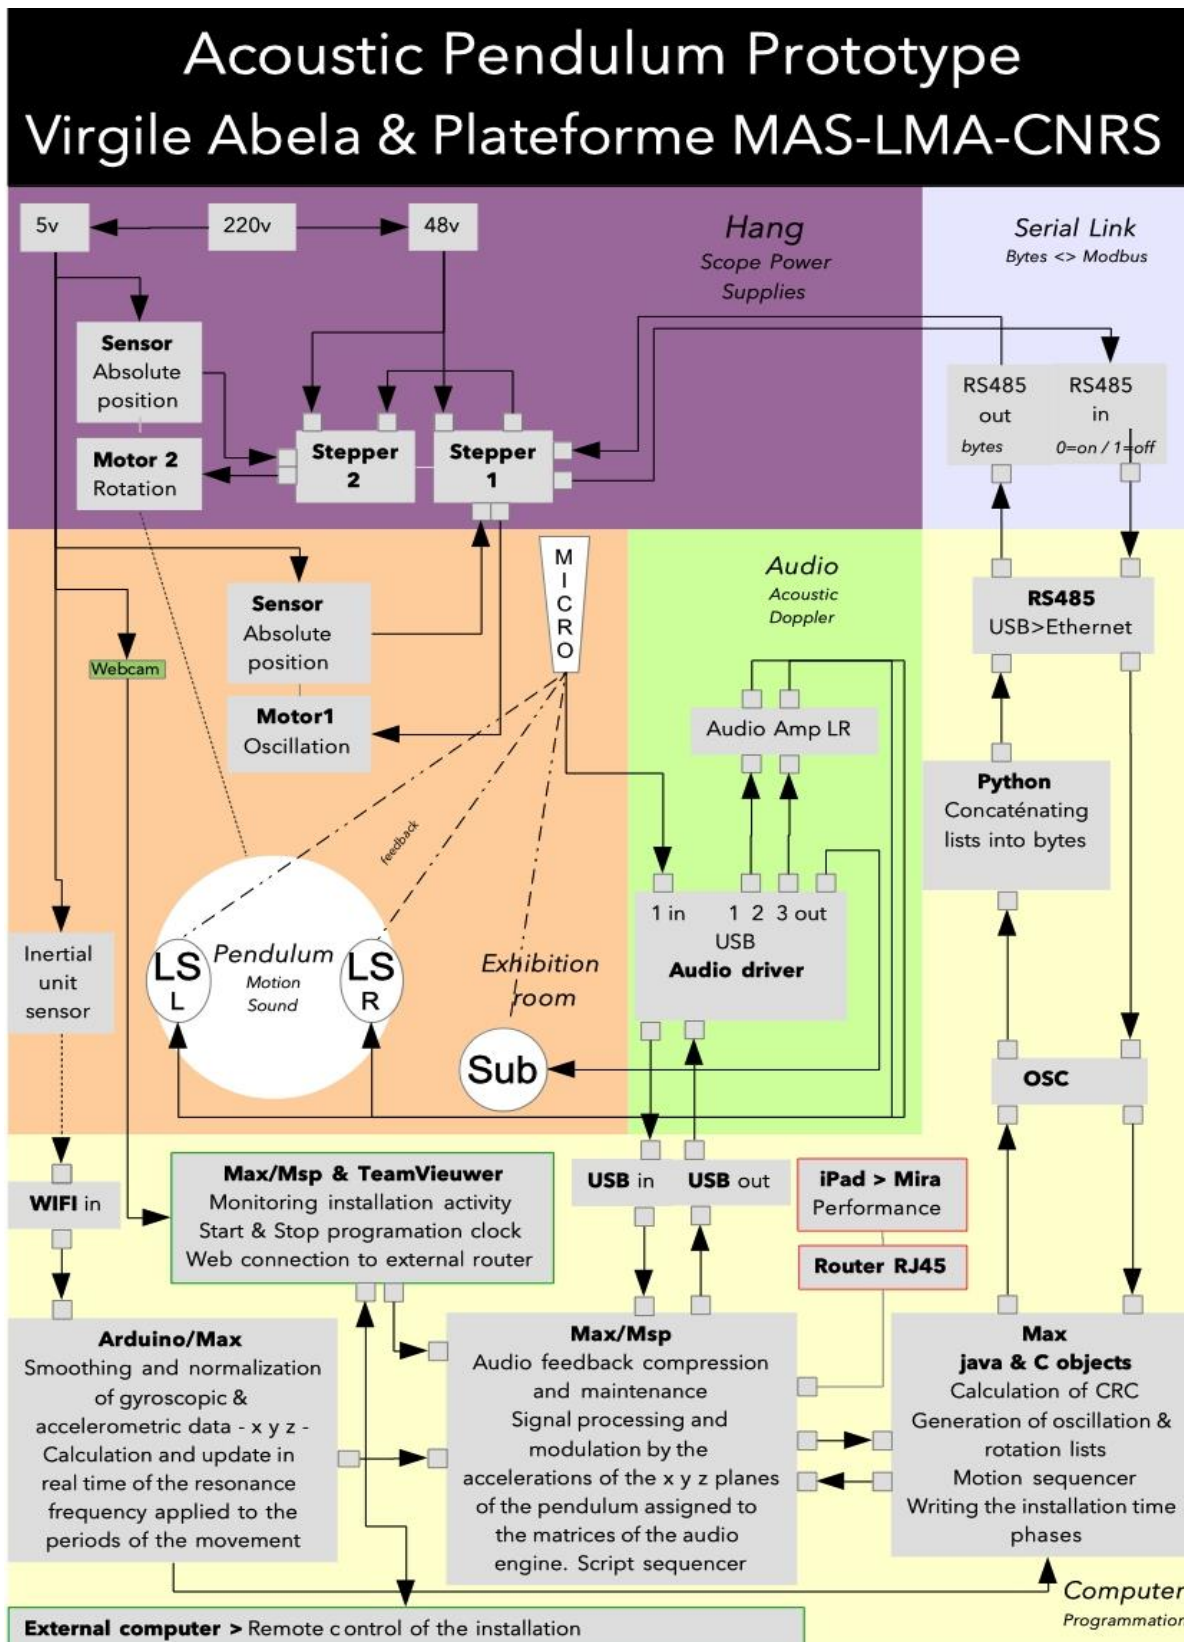 Acoustic Pendulum Prototype
Virgile Abela & Plateforme MAS-LMA-CNRS
5v
220v
48v
Hang
Scope Power
Supplies
Serial Link
Bytes <> Modbus
Sensor
Absolute
position
Motor 2
Rotation
Stepper
2
Stepper
1
RS485
out
bytes
RS485
in
0=on / 1=off
MICRO
Audio
Acoustic
Doppler
RS485
USB>Ethernet
Sensor
Absolute
position
Webcam
Motor1
Oscillation
Audio Amp LR
Python
Concaténating
lists into bytes
feedback
1 in
1 2 3 out
USB
Audio driver
Inertial
unit
sensor
LS
L
Pendulum
Motion
Sound
LS
R
Exhibition
room
Sub
OSC
WIFI in
Max/Msp & TeamVieuwer
Monitoring installation activity
Start & Stop programation clock
Web connection to external router
USB in
USB out
iPad > Mira
Performance
Router RJ45
Arduino/Max
Smoothing and normalization
of gyroscopic &
accelerometric data - x y z -
Calculation and update in
real time of the resonance
frequency applied to the
periods of the movement
Max/Msp
Audio feedback compression
and maintenance
Signal processing and
modulation by the
accelerations of the x y z planes
of the pendulum assigned to
the matrices of the audio
engine. Script sequencer
Max
java & C objects
Calculation of CRC
Generation of oscillation &
rotation lists
Motion sequencer
Writing the installation time
phases
Computer
Programmation
External computer > Remote control of the installation